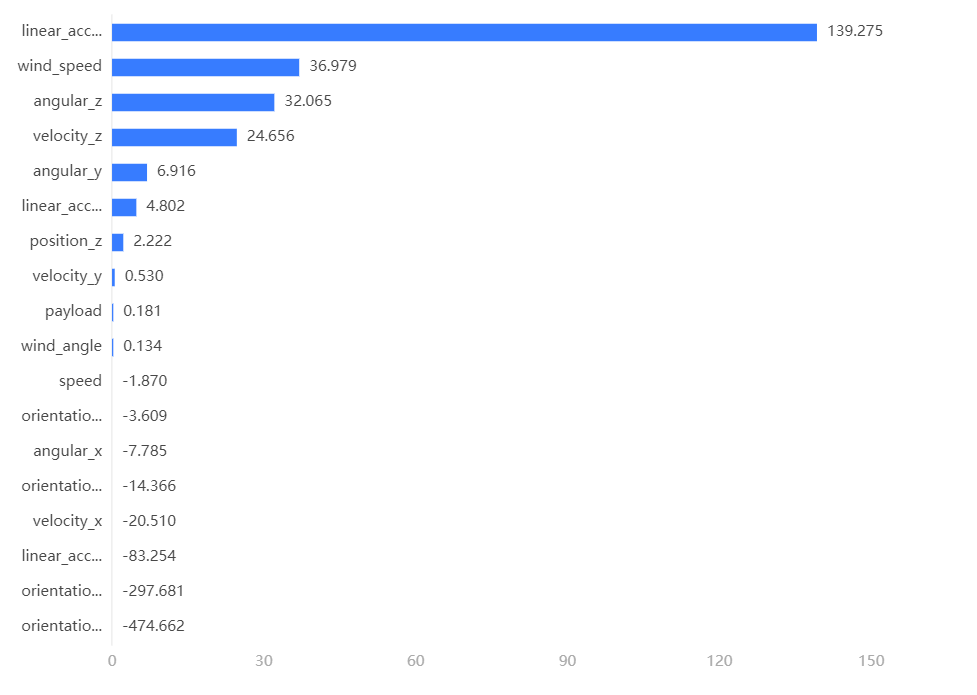 linear_acc... 139.275
wind_speed 36.979
angular_z 32.065
velocity_z 24.656
angular_y 6.916
linear_acc... 4.802
position_z 2.222
velocity_y 0.530
payload 0.181
wind_angle 0.134
speed -1.870
orientatio... -3.609
angular_x -7.785
orientatio... -14.366
velocity_x -20.510
linear_acc... -83.254
orientatio... -297.681
orientatio... -474.662
0 30 60 90 120 150